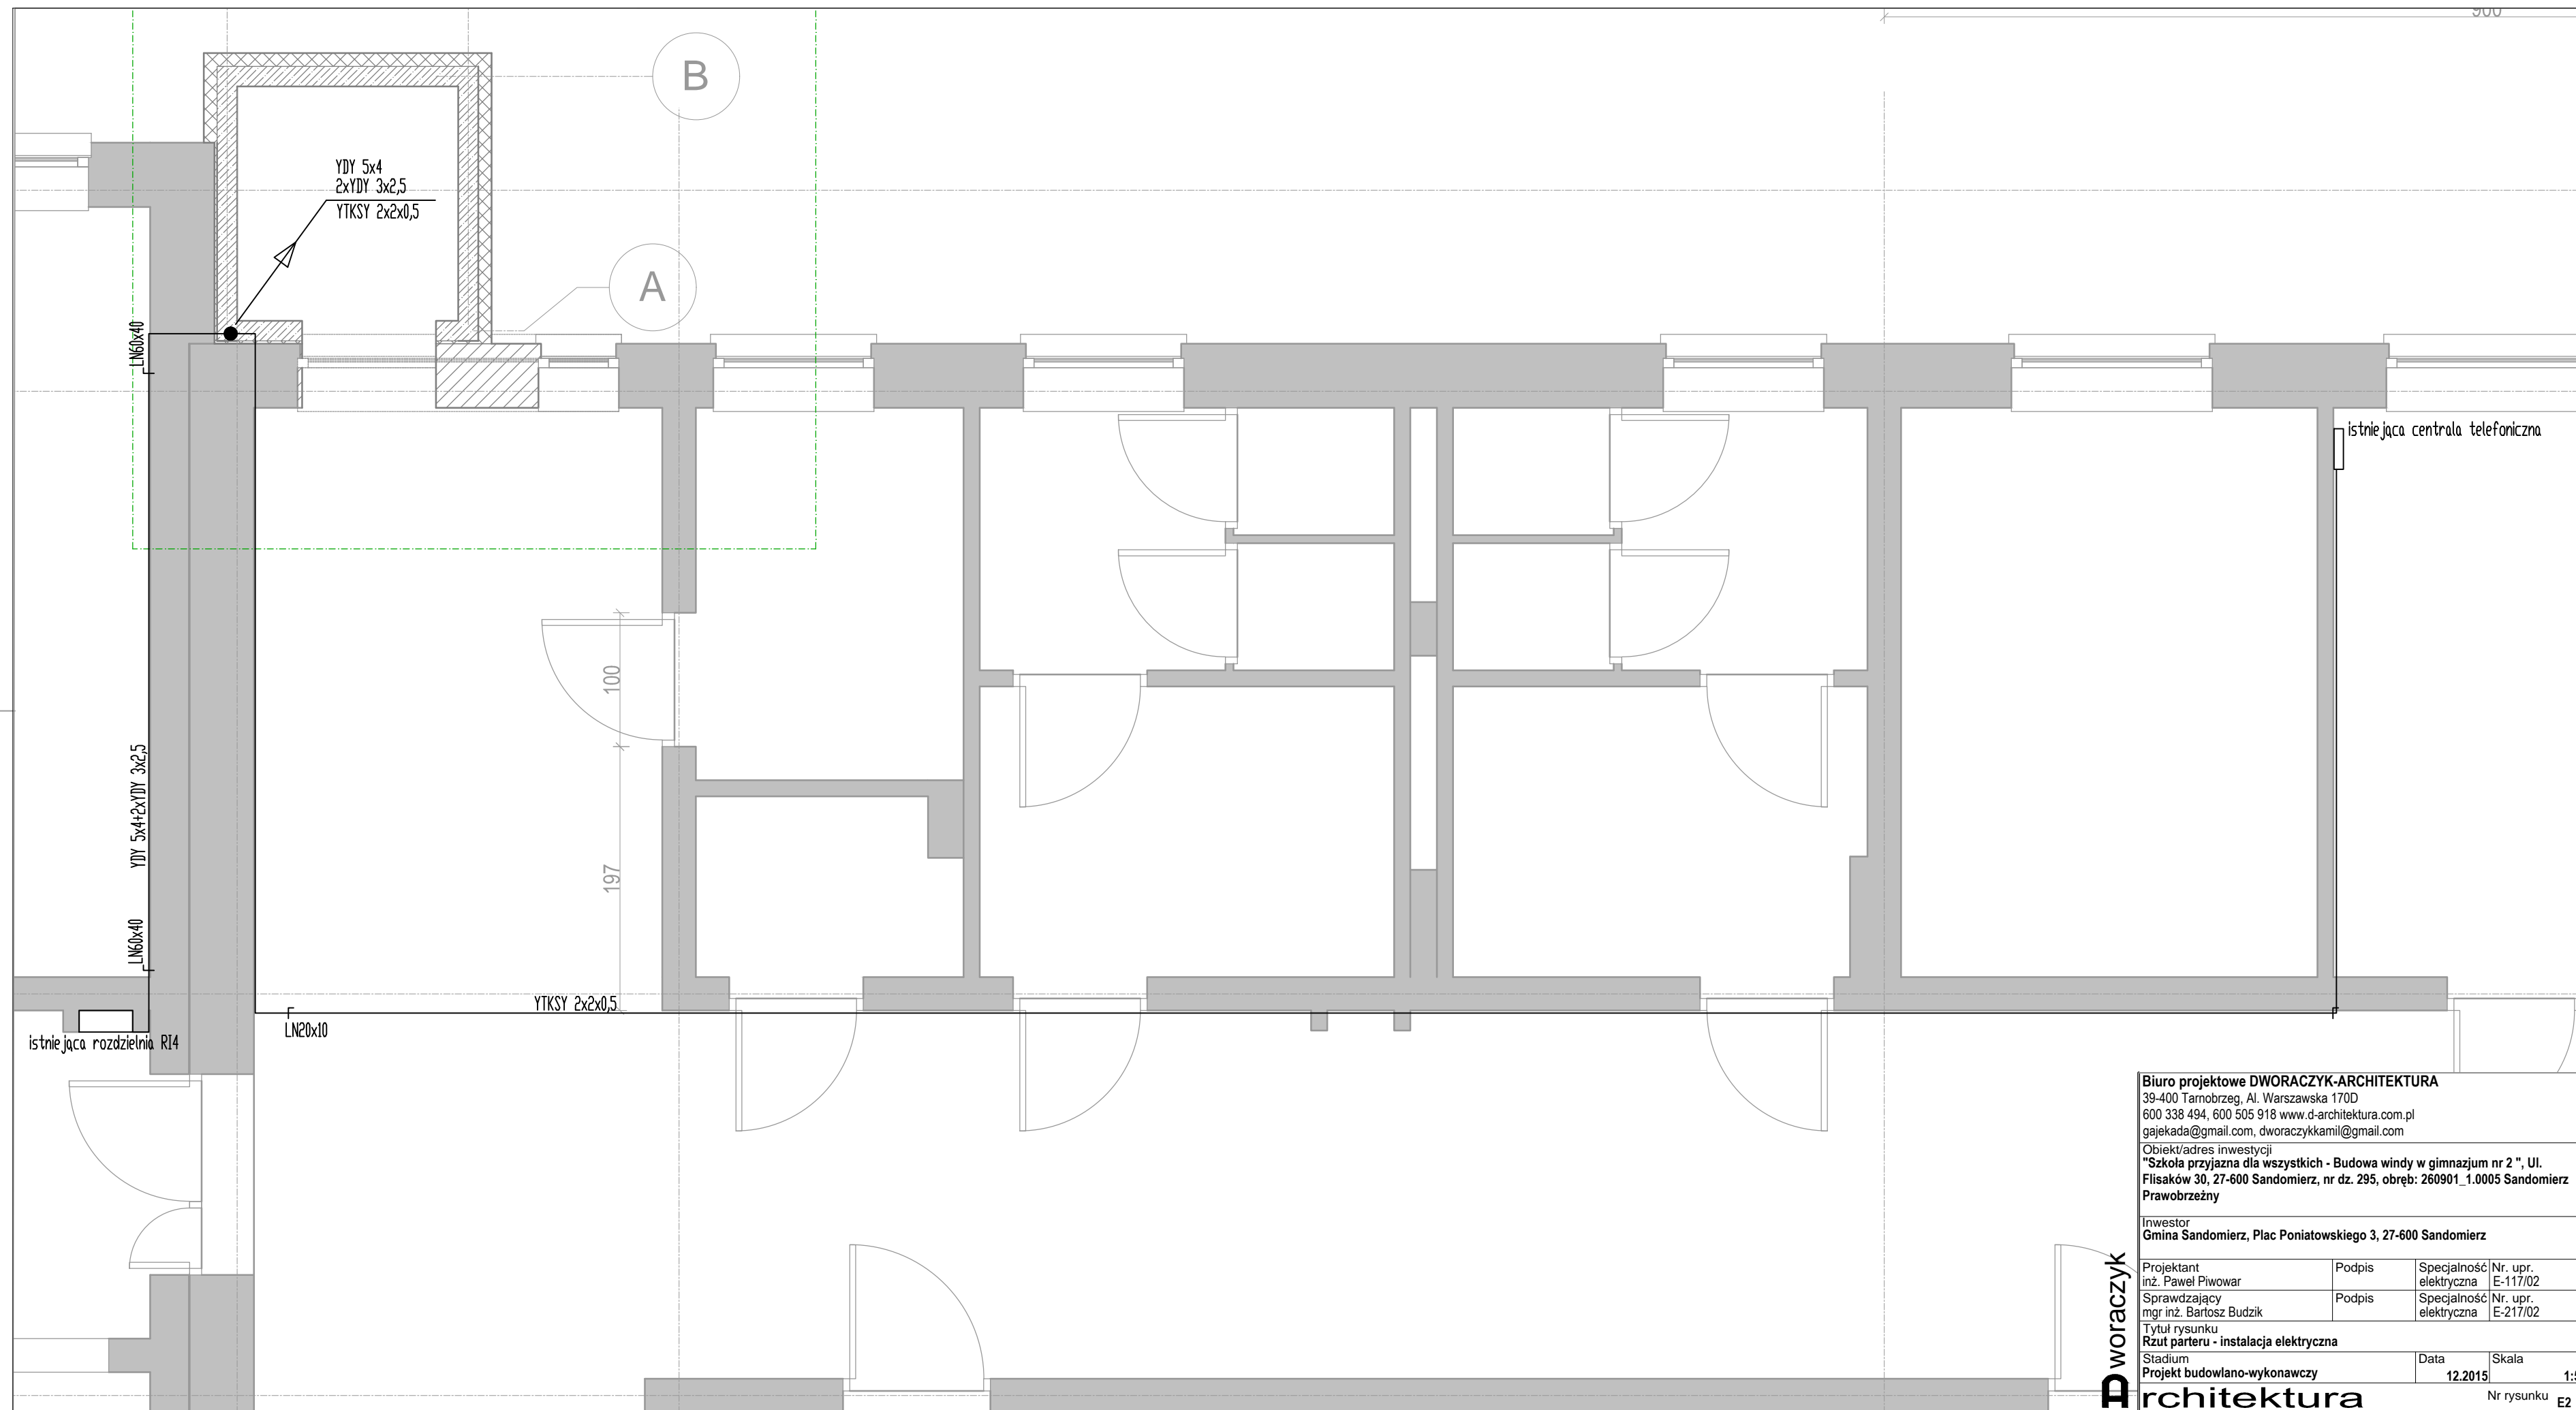 900
B
YDY 5x4
2xYDY 3x2,5
YTKSY 2x2x0,5
A
LN60x40
istniejąca centrala telefoniczna
100
YDY 5x4+2xYDY 3x2,5
197
LN60x40
YTKSY 2x2x0,5
LN20x10
istniejąca rozdzielnia RI4
Biuro projektowe DWORACZYK-ARCHITEKTURA
39-400 Tarnobrzeg, Al. Warszawska 170D
600 338 494, 600 505 918 www.d-architektura.com.pl
gajekada@gmail.com, dworaczykkamil@gmail.com
Obiekt/adres inwestycji
"Szkoła przyjazna dla wszystkich - Budowa windy w gimnazjum nr 2 ", Ul.
Flisaków 30, 27-600 Sandomierz, nr dz. 295, obręb: 260901_1.0005 Sandomierz
Prawobrzeżny
Inwestor
Gmina Sandomierz, Plac Poniatowskiego 3, 27-600 Sandomierz
Projektant Podpis Specjalność Nr. upr.
inż. Paweł Piwowar elektryczna E-117/02
Sprawdzający Podpis Specjalność Nr. upr.
mgr inż. Bartosz Budzik elektryczna E-217/02
Tytuł rysunku
Rzut parteru - instalacja elektryczna
Stadium Data Skala
Projekt budowlano-wykonawczy 12.2015
woraczyk
Architektura
Nr rysunku E2